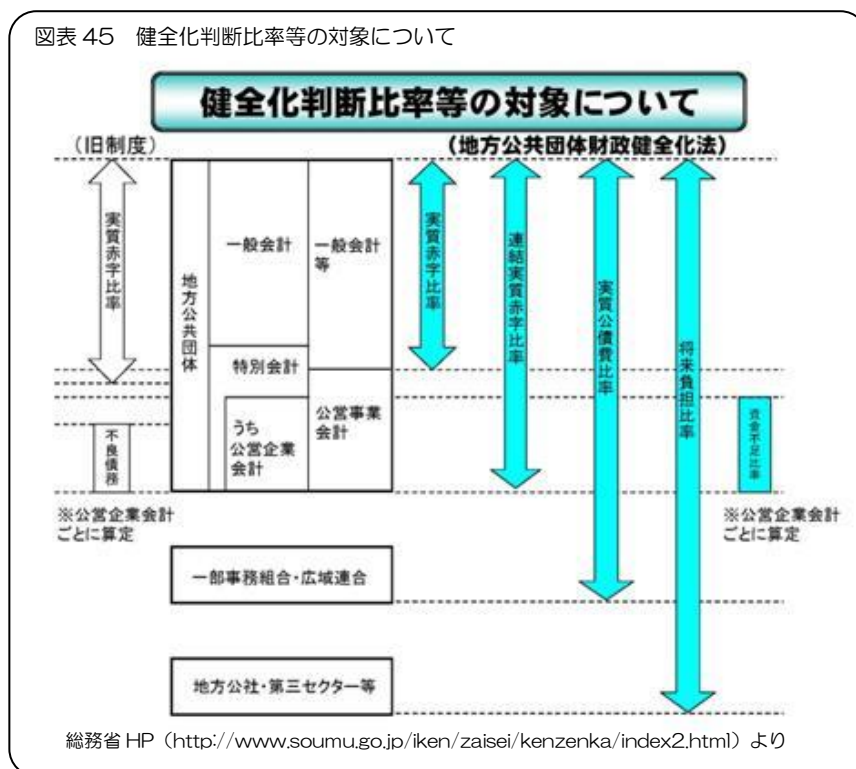 図表 45 健全化判断比率等の対象について
健全化判断比率等の対象について
（旧制度）
（地方公共団体財政健全化法）
実質赤字比率
地方公共団体
一般会計
一般会計
等
特別会計
うち
公営企業
会計
公営事業
会計
実質赤字比率
連結実質赤字比率
実質公債費比率
将来負担比率
不良債務
資金不足比率
※公営企業会計
ごとに算定
※公営企業会計
ごとに算定
一部事務組合・広域連合
地方公社・第三セクター等
総務省 HP（http://www.soumu.go.jp/iken/zaisei/kenzenka/index2.html）より